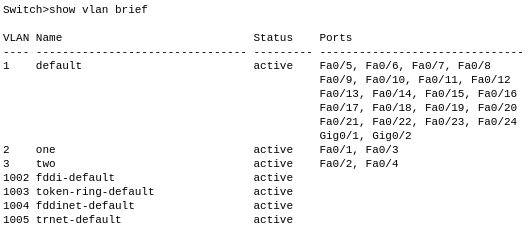 Switch>show vlan brief
VLAN Name                             Status    Ports
---- -------------------------------- --------- -------------------------------
1    default                          active    Fa0/5, Fa0/6, Fa0/7, Fa0/8
                                                Fa0/9, Fa0/10, Fa0/11, Fa0/12
                                                Fa0/13, Fa0/14, Fa0/15, Fa0/16
                                                Fa0/17, Fa0/18, Fa0/19, Fa0/20
                                                Fa0/21, Fa0/22, Fa0/23, Fa0/24
                                                Gig0/1, Gig0/2
2    one                              active    Fa0/1, Fa0/3
3    two                              active    Fa0/2, Fa0/4
1002 fddi-default                     active
1003 token-ring-default               active
1004 fddinet-default                  active
1005 trnet-default                    active